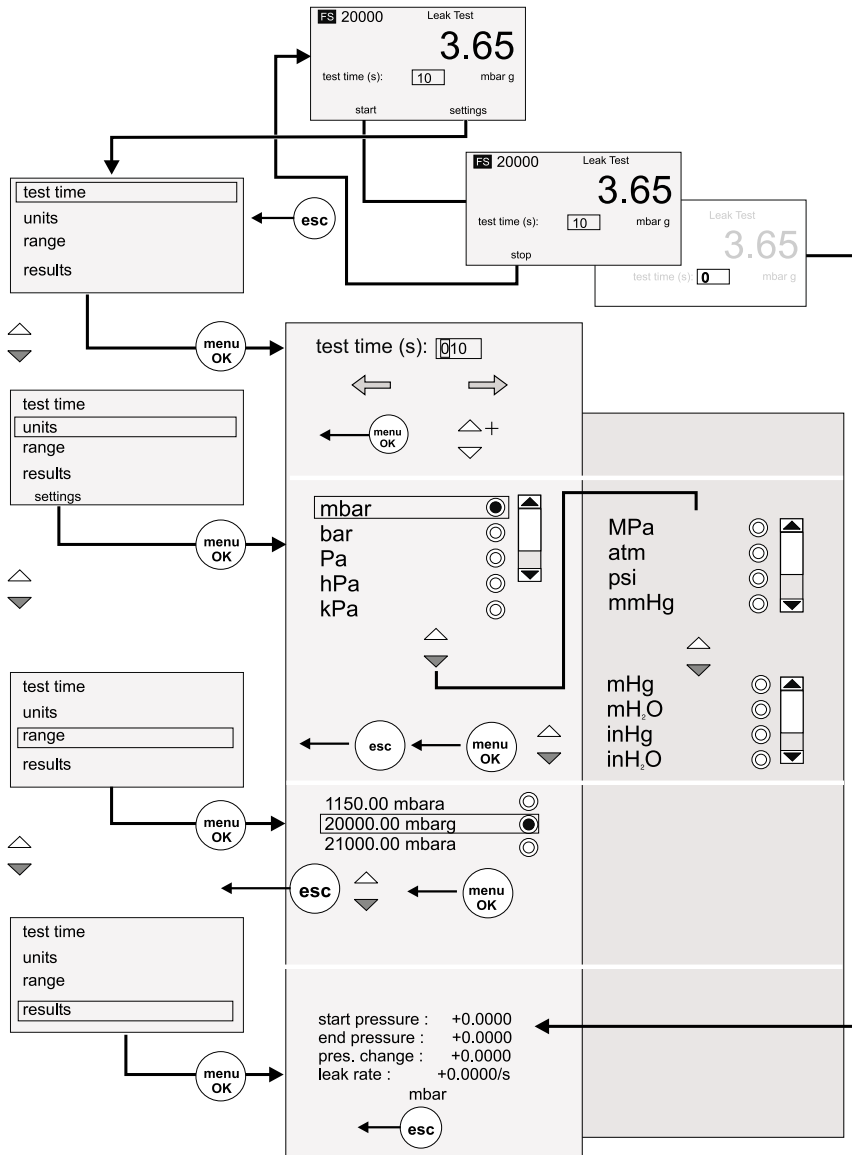 FS 20000 Leak Test
3.65
test time (s): 10 mbar g
start settings
FS 20000 Leak Test
3.65
test time (s): 10 mbar g
stop
Leak Test
3.65
test time (s): 0 mbar g
test time
units
range
results
esc
menu OK
test time (s): 010
menu OK
+
test time
units
range
results
settings
menu OK
mbar
bar
Pa
hPa
kPa
MPa
atm
psi
mmHg
mHg
mH₂O
inHg
inH₂O
esc
menu OK
test time
units
range
results
menu OK
1150.00 mbara
20000.00 mbarg
21000.00 mbara
esc
menu OK
test time
units
range
results
menu OK
start pressure : +0.0000
end pressure : +0.0000
pres. change : +0.0000
leak rate : +0.0000/s
mbar
esc